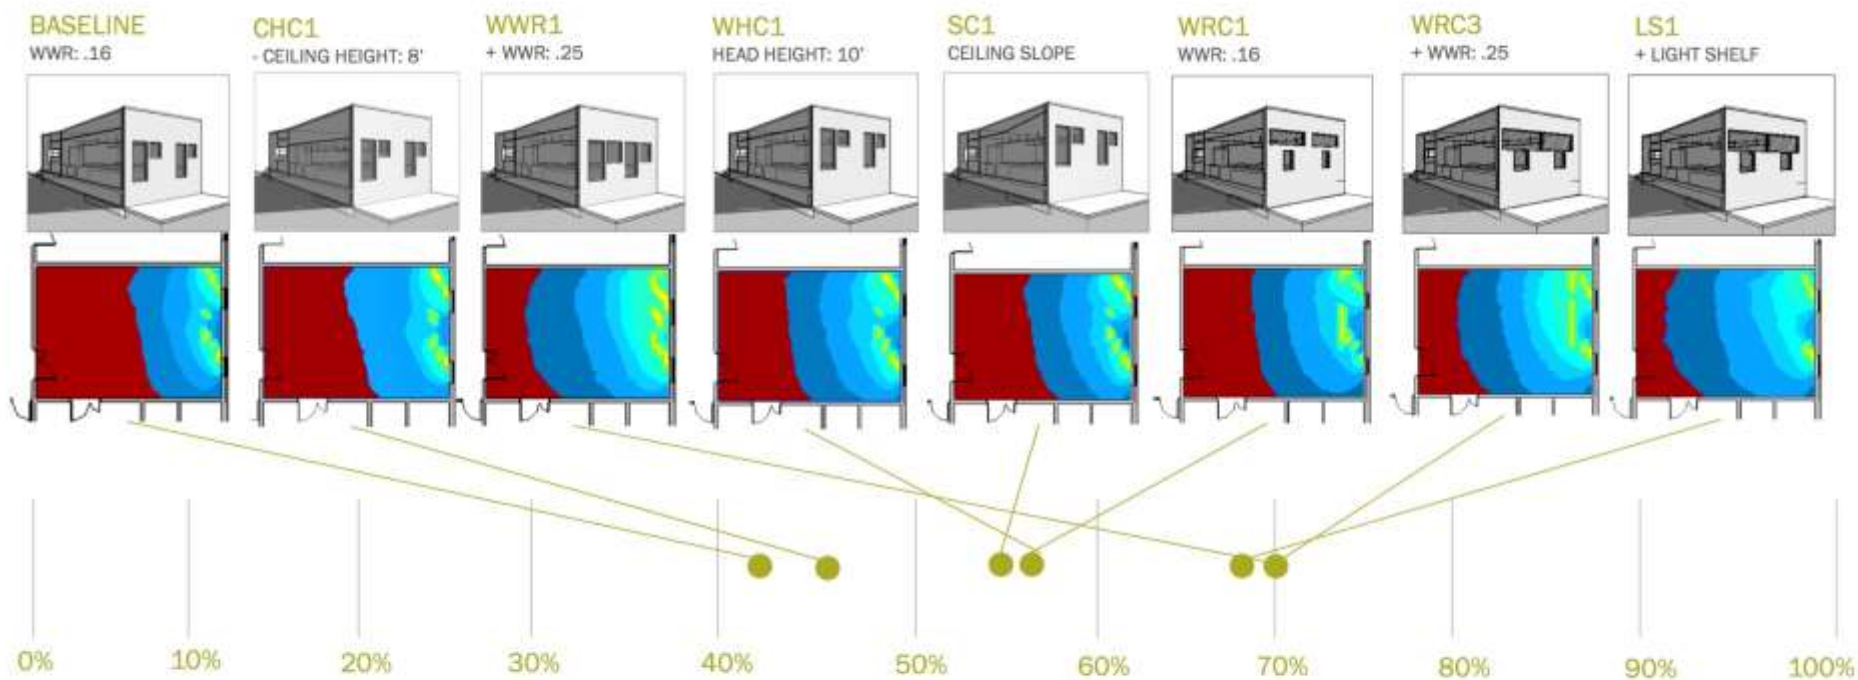 BASELINE
WWR: .16
CHC1
- CEILING HEIGHT: 8'
WWR1
+ WWR: .25
WHC1
HEAD HEIGHT: 10'
SC1
CEILING SLOPE
WRC1
WWR: .16
WRC3
+ WWR: .25
LS1
+ LIGHT SHELF
0% 10% 20% 30% 40% 50% 60% 70% 80% 90% 100%